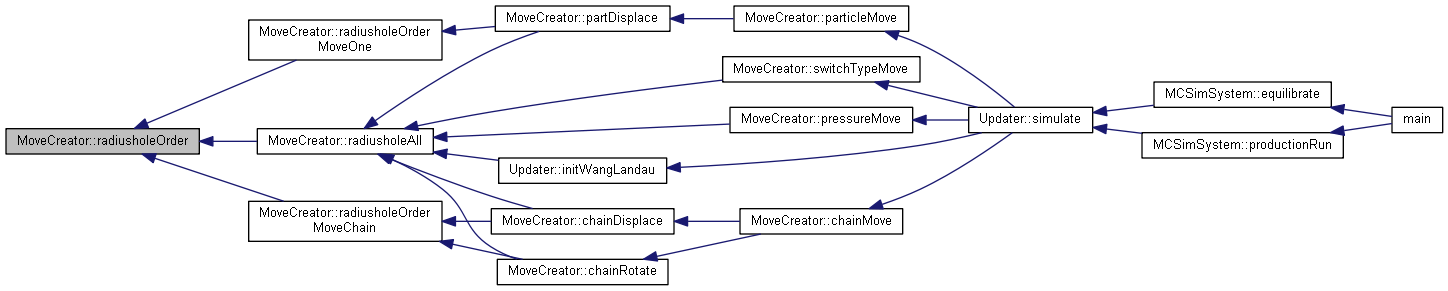 MoveCreator::radiusholeOrder
MoveCreator::radiusholeOrder
MoveOne
MoveCreator::radiusholeAll
MoveCreator::radiusholeOrder
MoveChain
MoveCreator::partDisplace
MoveCreator::particleMove
MoveCreator::switchTypeMove
MoveCreator::pressureMove
Updater::initWangLandau
MoveCreator::chainDisplace
MoveCreator::chainMove
MoveCreator::chainRotate
Updater::simulate
MCSimSystem::equilibrate
MCSimSystem::productionRun
main